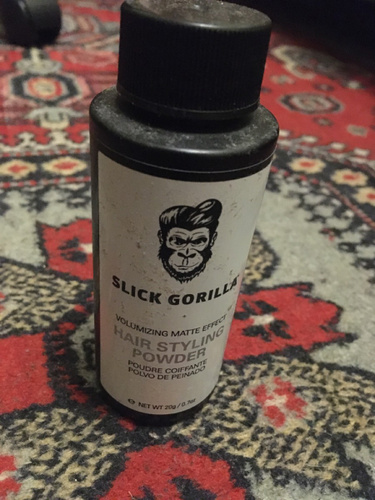 SLICK GORILLA
VOLUMIZING MATTE EFFECT
HAIR STYLING
POWDER
POUDRE COIFFANTE
POLVO DE PEINADO
℮ NET WT 20g / 0.7oz